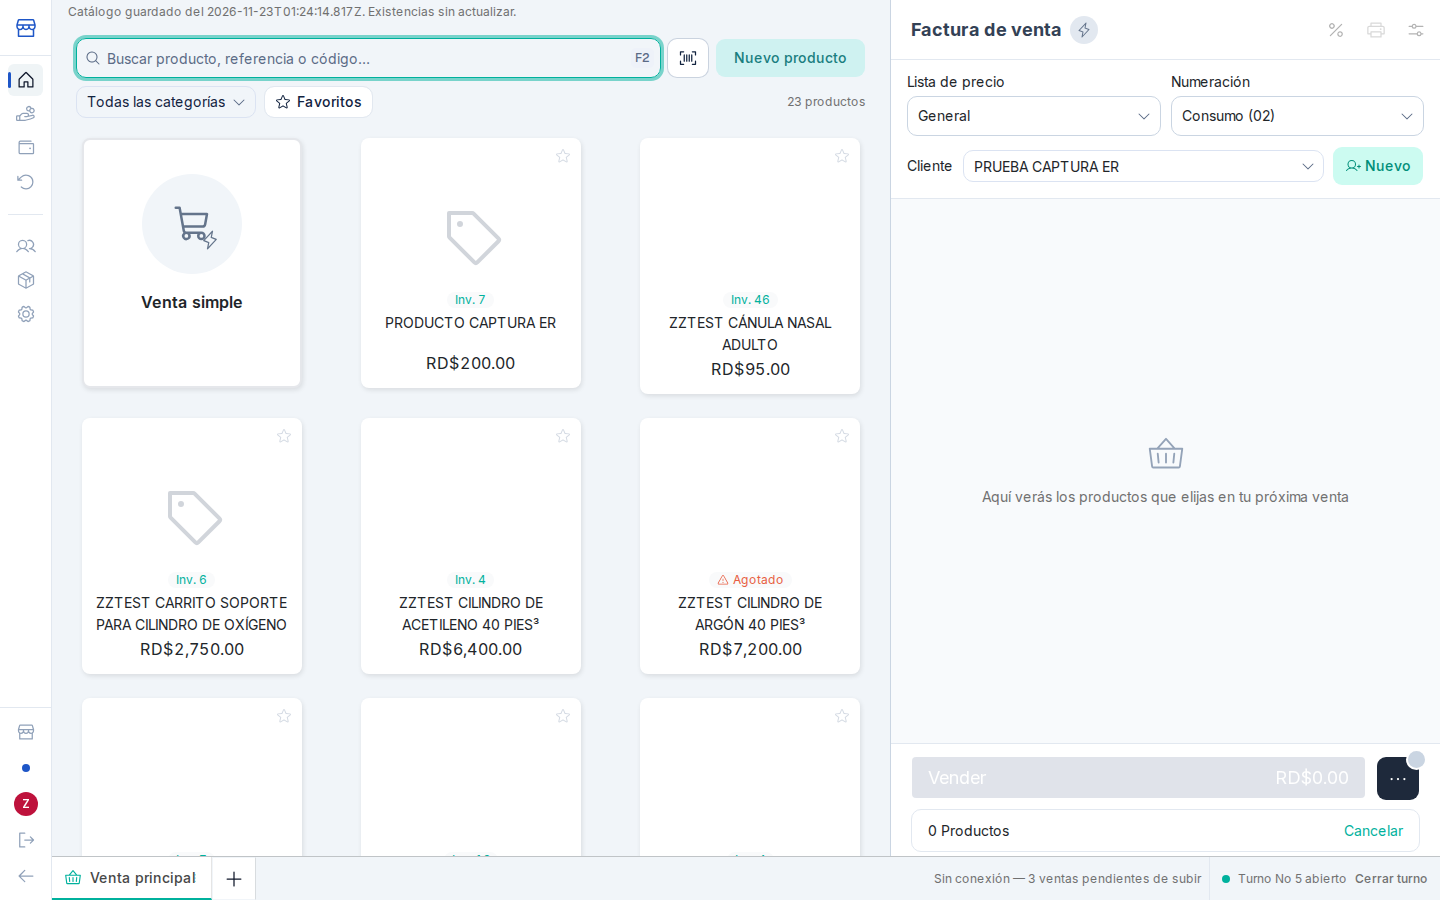 Catálogo guardado del 2026-11-23T01:24:14.817Z. Existencias sin actualizar.
Buscar producto, referencia o código...
F2
Nuevo producto
Todas las categorías
Favoritos
23 productos
Venta simple
Inv. 7
PRODUCTO CAPTURA ER
RD$200.00
Inv. 46
ZZTEST CÁNULA NASAL
ADULTO
RD$95.00
Inv. 6
ZZTEST CARRITO SOPORTE
PARA CILINDRO DE OXÍGENO
RD$2,750.00
Inv. 4
ZZTEST CILINDRO DE
ACETILENO 40 PIES³
RD$6,400.00
Agotado
ZZTEST CILINDRO DE
ARGÓN 40 PIES³
RD$7,200.00
Factura de venta
Lista de precio
Numeración
General
Consumo (02)
Cliente
PRUEBA CAPTURA ER
Nuevo
Aquí verás los productos que elijas en tu próxima venta
Vender
RD$0.00
0 Productos
Cancelar
Z
Venta principal
Sin conexión — 3 ventas pendientes de subir
Turno No 5 abierto
Cerrar turno